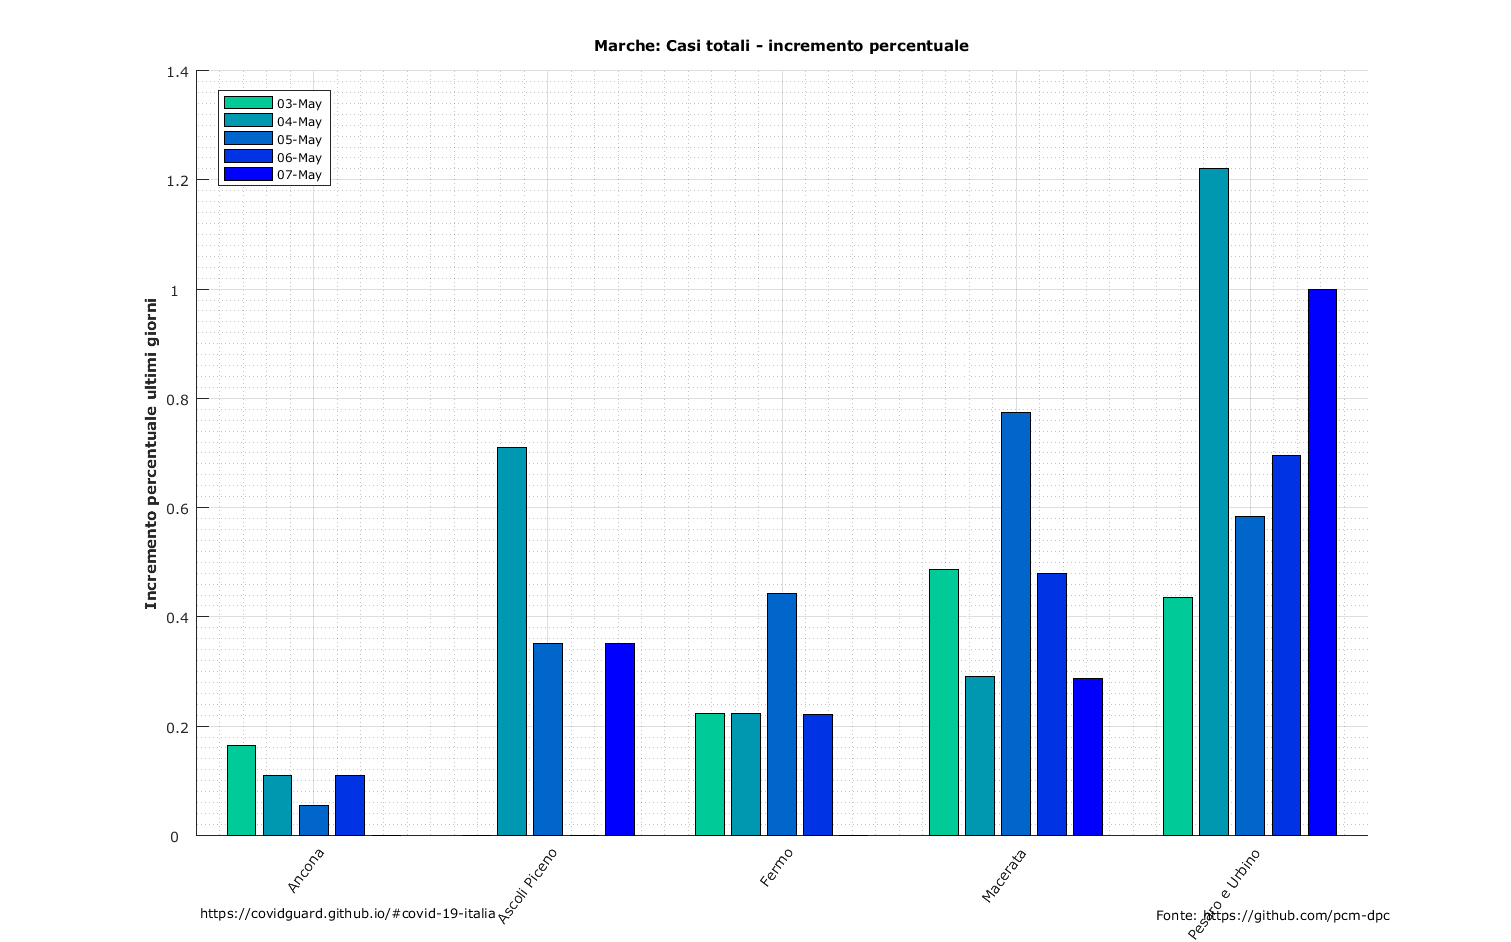 Marche: Casi totali - incremento percentuale
Incremento percentuale ultimi giorni
1.4
1.2
1
0.8
0.6
0.4
0.2
0
03-May
04-May
05-May
06-May
07-May
Ancona
Ascoli Piceno
Fermo
Macerata
Pesaro e Urbino
https://covidguard.github.io/#covid-19-italia
Fonte: https://github.com/pcm-dpc